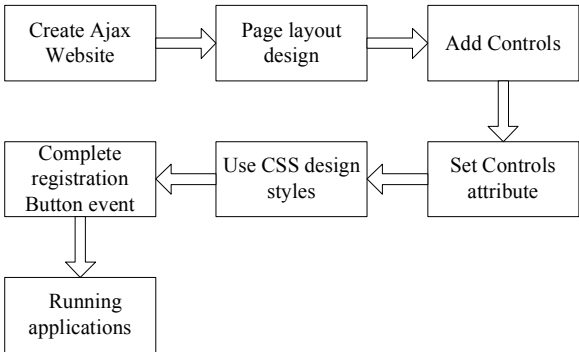 Create Ajax
Website
Page layout
design
Add Controls
Set Controls
attribute
Use CSS design
styles
Complete
registration
Button event
Running
applications